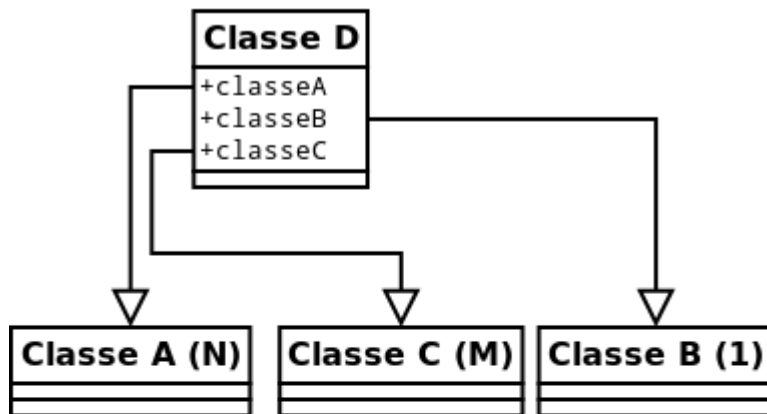 Classe D
+classeA
+classeB
+classeC
Classe A (N)
Classe C (M)
Classe B (1)